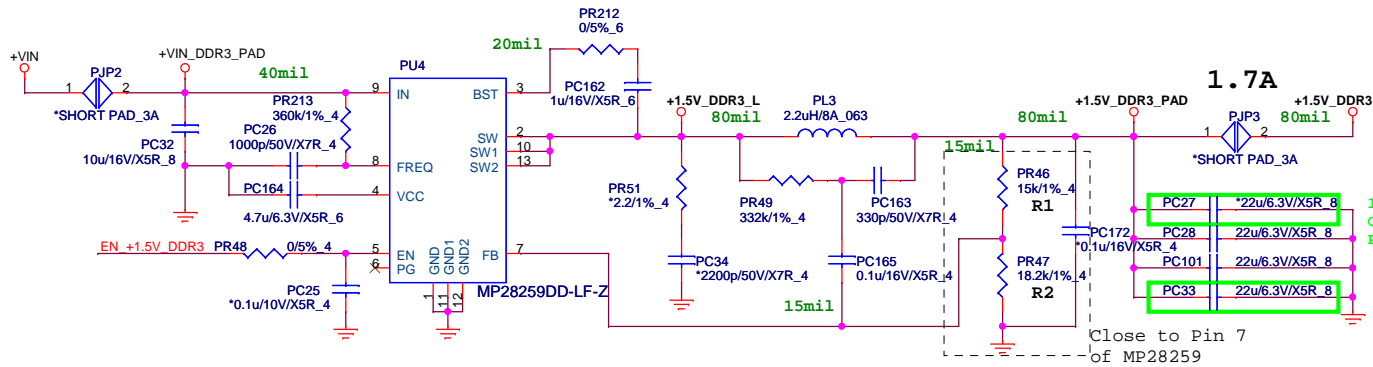 +VIN
PJP2
1
2
*SHORT PAD_3A
+VIN_DDR3_PAD
40mil
PC32
10u/16V/X5R_8
PR213
360k/1%_4
PC26
1000p/50V/X7R_4
PC164
4.7u/6.3V/X5R_6
EN_+1.5V_DDR3
PR48
0/5%_4
PC25
*0.1u/10V/X5R_4
PU4
9
IN
8
FREQ
4
VCC
5
EN
6
PG
BST
3
SW
2
SW1
10
SW2
13
FB
7
GND
GND1
GND2
1
11
12
MP28259DD-LF-Z
20mil
PR212
0/5%_6
PC162
1u/16V/X5R_6
+1.5V_DDR3_L
80mil
PL3
2.2uH/8A_063
PR51
*2.2/1%_4
PC34
*2200p/50V/X7R_4
PR49
332k/1%_4
PC163
330p/50V/X7R_4
PC165
0.1u/16V/X5R_4
15mil
15mil
80mil
PR46
15k/1%_4
R1
PR47
18.2k/1%_4
R2
PC172
*0.1u/16V/X5R_4
Close to Pin 7
of MP28259
+1.5V_DDR3_PAD
1.7A
PJP3
1
2
*SHORT PAD_3A
+1.5V_DDR3
80mil
PC27
*22u/6.3V/X5R_8
PC28
22u/6.3V/X5R_8
PC101
22u/6.3V/X5R_8
PC33
22u/6.3V/X5R_8